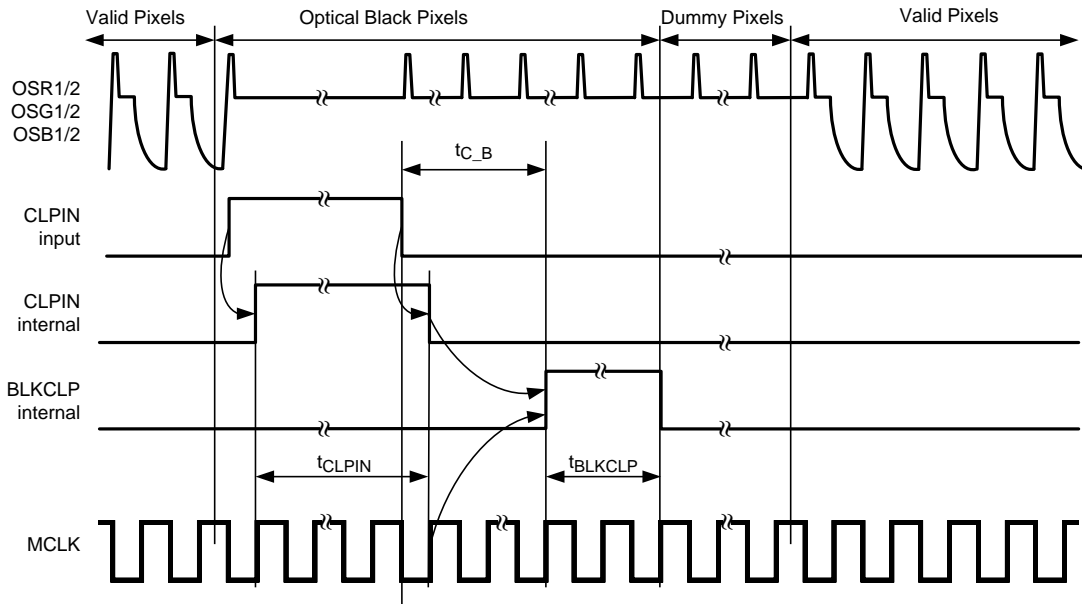 Valid Pixels
Optical Black Pixels
Dummy Pixels
Valid Pixels
OSR1/2
OSG1/2
OSB1/2
tC_B
CLPIN
input
CLPIN
internal
BLKCLP
internal
tCLPIN
tBLKCLP
MCLK